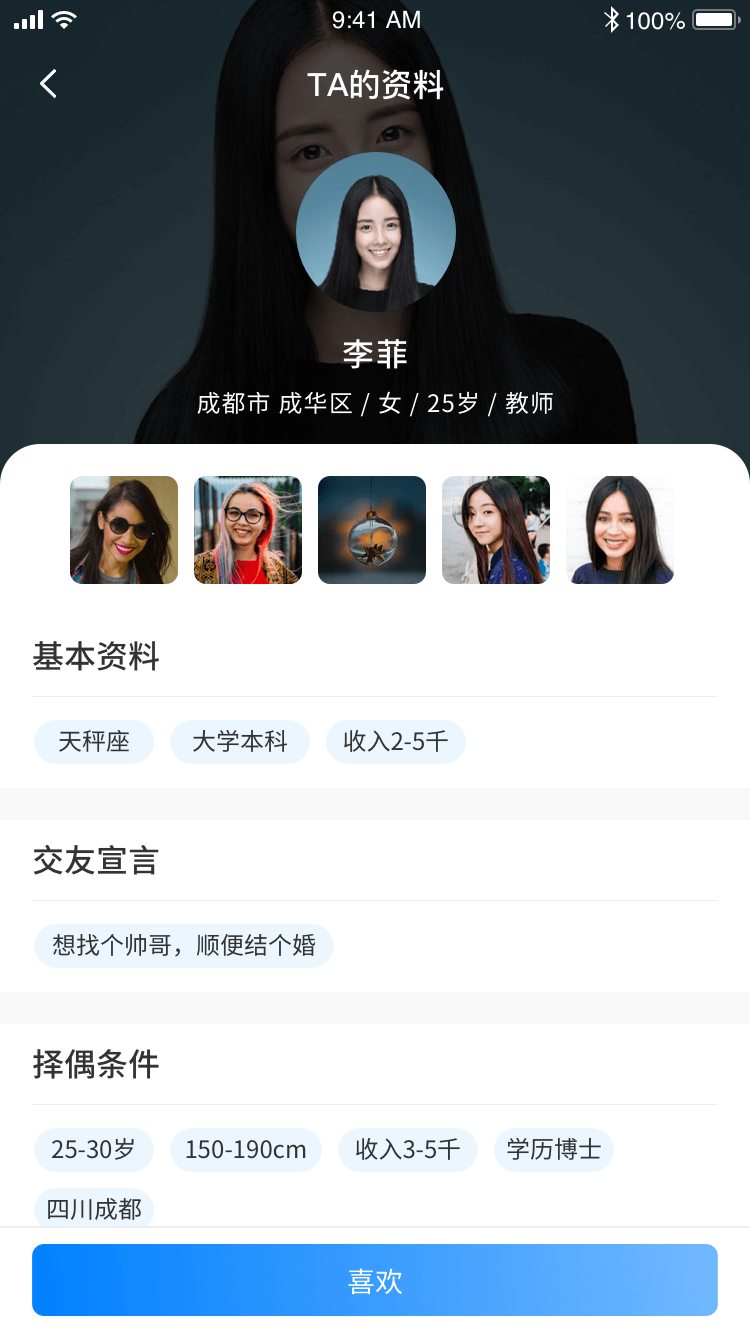 9:41 AM 100%
TA的资料
李菲
成都市 成华区 / 女 / 25岁 / 教师
基本资料
天秤座 大学本科 收入2-5千
交友宣言
想找个帅哥，顺便结个婚
择偶条件
25-30岁 150-190cm 收入3-5千 学历博士
四川成都
喜欢